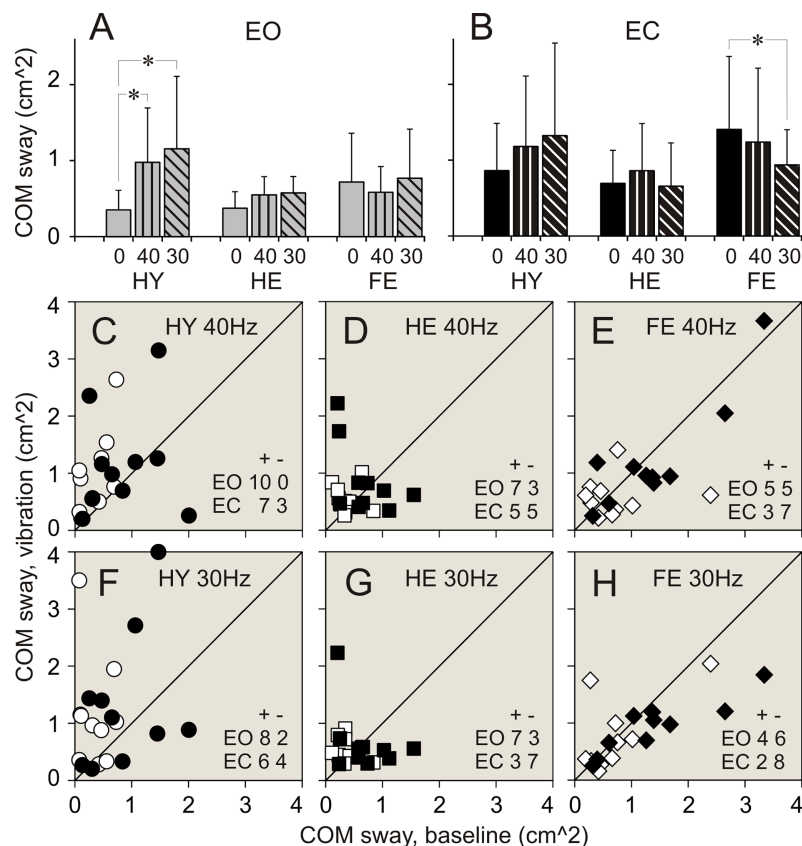 A EO B EC
COM sway (cm^2)
2
1
0
* *
*
0 40 30 0 40 30 0 40 30 0 40 30 0 40 30 0 40 30
HY HE FE HY HE FE
C HY 40Hz D HE 40Hz E FE 40Hz
4
3
2
1
0
+ - + - + -
EO 10 0 EO 7 3 EO 5 5
EC 7 3 EC 5 5 EC 3 7
COM sway, vibration (cm^2)
F HY 30Hz G HE 30Hz H FE 30Hz
4
3
2
1
0
+ - + - + -
EO 8 2 EO 7 3 EO 4 6
EC 6 4 EC 3 7 EC 2 8
0 1 2 3 4 0 1 2 3 4 0 1 2 3 4
COM sway, baseline (cm^2)